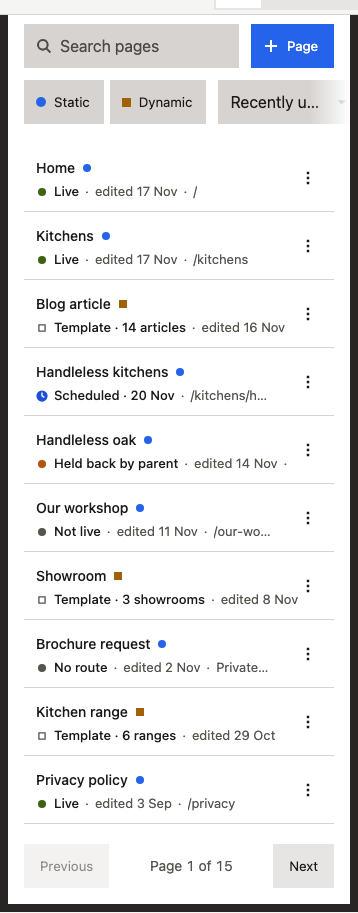 Search pages
Page
Static
Dynamic
Recently u...
Home
Live · edited 17 Nov · /
Kitchens
Live · edited 17 Nov · /kitchens
Blog article
Template · 14 articles · edited 16 Nov
Handleless kitchens
Scheduled · 20 Nov · /kitchens/h...
Handleless oak
Held back by parent · edited 14 Nov ·
Our workshop
Not live · edited 11 Nov · /our-wo...
Showroom
Template · 3 showrooms · edited 8 Nov
Brochure request
No route · edited 2 Nov · Private...
Kitchen range
Template · 6 ranges · edited 29 Oct
Privacy policy
Live · edited 3 Sep · /privacy
Previous
Page 1 of 15
Next